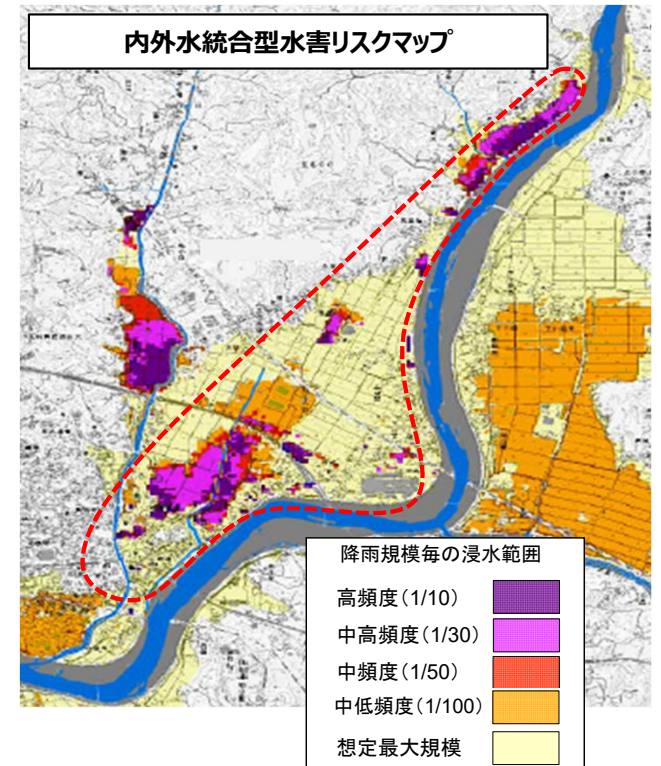 内外水統合型水害リスクマップ
降雨規模毎の浸水範囲
高頻度(1/10)
中高頻度(1/30)
中頻度(1/50)
中低頻度(1/100)
想定最大規模